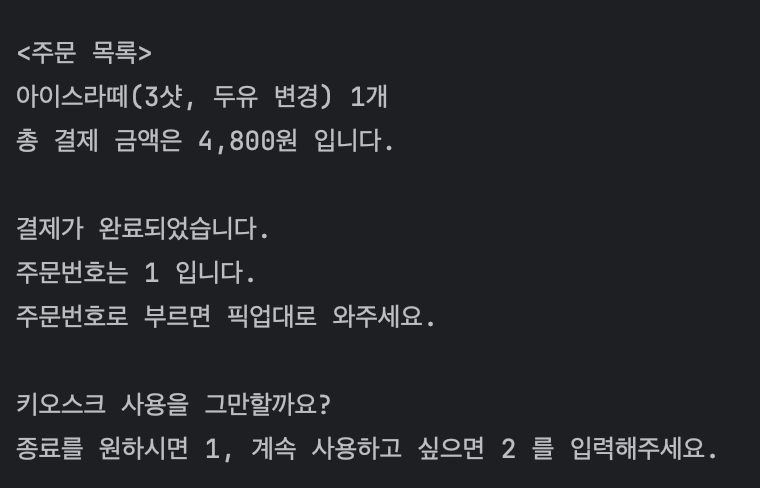 <주문 목록>
아이스라떼(3샷, 두유 변경) 1개
총 결제 금액은 4,800원 입니다.
결제가 완료되었습니다.
주문번호는 1 입니다.
주문번호로 부르면 픽업대로 와주세요.
키오스크 사용을 그만할까요?
종료를 원하시면 1, 계속 사용하고 싶으면 2 를 입력해주세요.